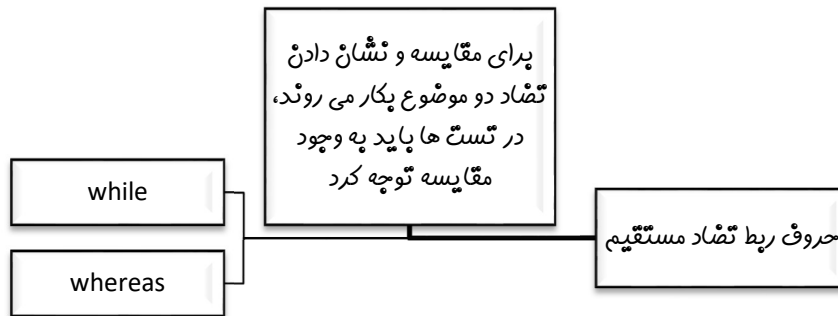 برای مقایسه و نشان دادن
تضاد دو موضوع بکار می روند،
در تست ها باید به وجود
مقایسه توجه کرد
حروف ربط تضاد مستقیم
while
whereas